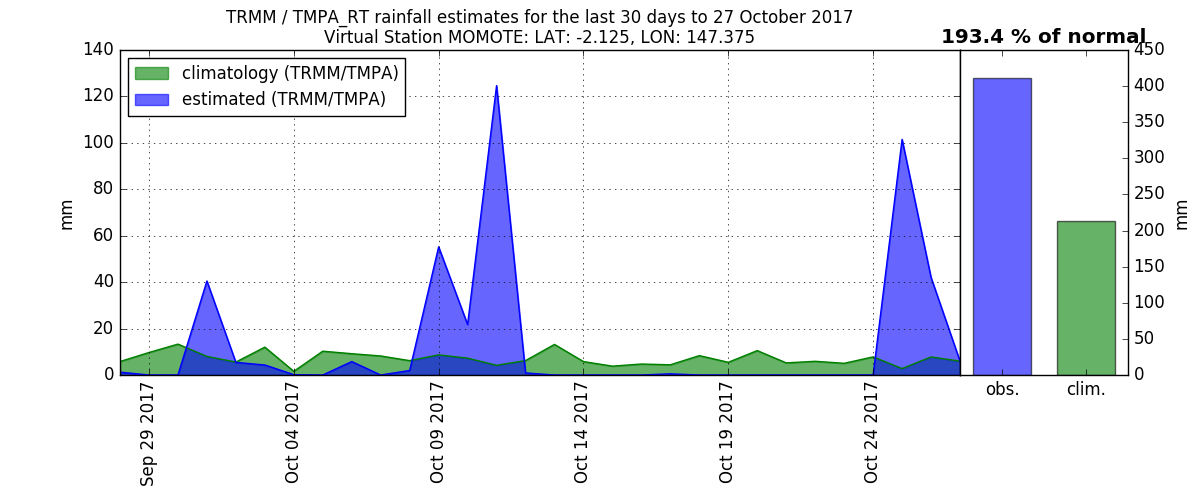 TRMM / TMPA_RT rainfall estimates for the last 30 days to 27 October 2017
Virtual Station MOMOTE: LAT: -2.125, LON: 147.375
193.4 % of normal
climatology (TRMM/TMPA)
estimated (TRMM/TMPA)
mm
140
120
100
80
60
40
20
0
Sep 29 2017
Oct 04 2017
Oct 09 2017
Oct 14 2017
Oct 19 2017
Oct 24 2017
450
400
350
300
250
200
150
100
50
0
mm
obs.
clim.